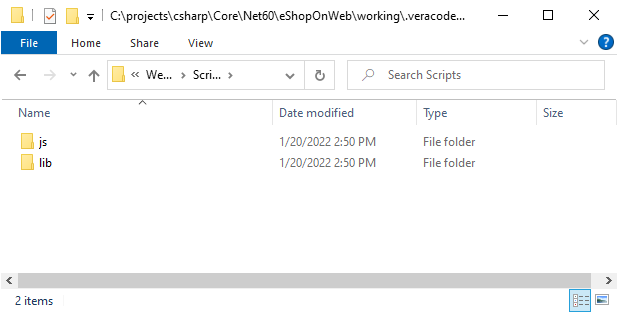 C:\projects\csharp\Core\Net60\eShopOnWeb\working\.veracode...
File Home Share View
We... Scri... Search Scripts
Name Date modified Type Size
js 1/20/2022 2:50 PM File folder
lib 1/20/2022 2:50 PM File folder
2 items